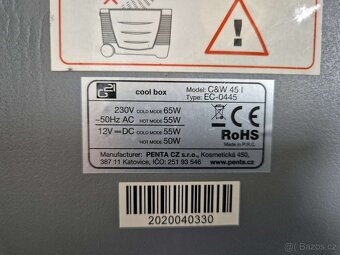 G21
cool box
Model: C&W 45 l
Type: EC-0445
230V COLD MODE 65W
~50Hz AC HOT MODE 55W
12V⎓DC COLD MODE 55W
HOT MODE 50W
CE
RoHS
Made in P.R.C.
Manufacturer: PENTA CZ s.r.o., Kosmetická 450,
387 11 Katovice, IČO: 251 93 546 www.penta.cz
2020040330